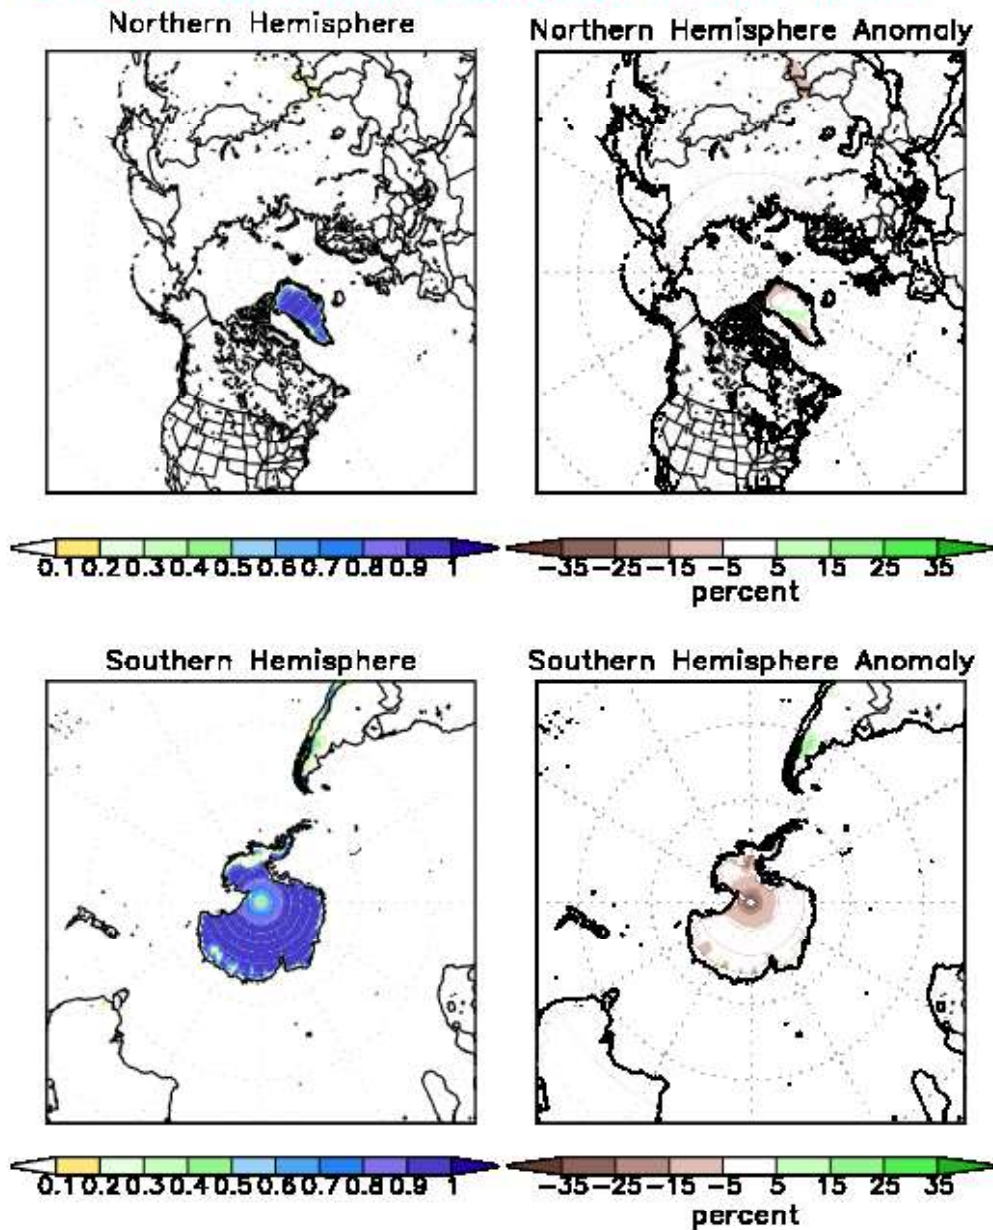 Northern Hemisphere
Northern Hemisphere Anomaly
0.1 0.2 0.3 0.4 0.5 0.6 0.7 0.8 0.9 1
-35 -25 -15 -5 5 15 25 35
percent
Southern Hemisphere
Southern Hemisphere Anomaly
0.1 0.2 0.3 0.4 0.5 0.6 0.7 0.8 0.9 1
-35 -25 -15 -5 5 15 25 35
percent